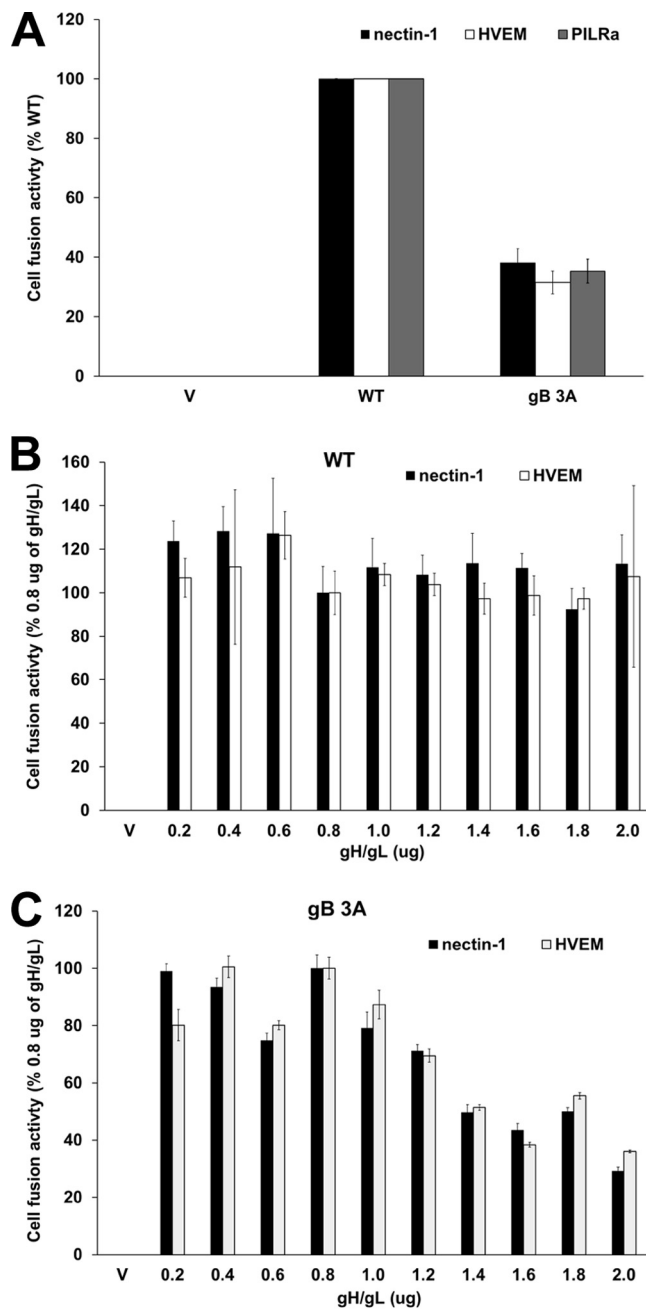 A
nectin-1 HVEM PILRa
Cell fusion activty (% WT)
120
100
80
60
40
20
0
V WT gB 3A
B
WT
nectin-1 HVEM
Cell fusion activty (% 0.8 ug of gH/gL)
160
140
120
100
80
60
40
20
0
V 0.2 0.4 0.6 0.8 1.0 1.2 1.4 1.6 1.8 2.0
gH/gL (ug)
C
gB 3A
nectin-1 HVEM
Cell fusion activty (% 0.8 ug of gH/gL)
120
100
80
60
40
20
0
V 0.2 0.4 0.6 0.8 1.0 1.2 1.4 1.6 1.8 2.0
gH/gL (ug)